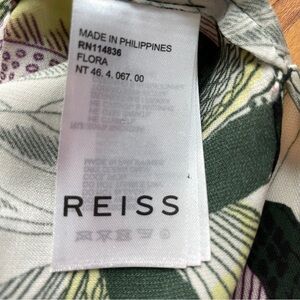 MADE IN PHILIPPINES
RN114836
FLORA
NT 46. 4. 067. 00
REISS